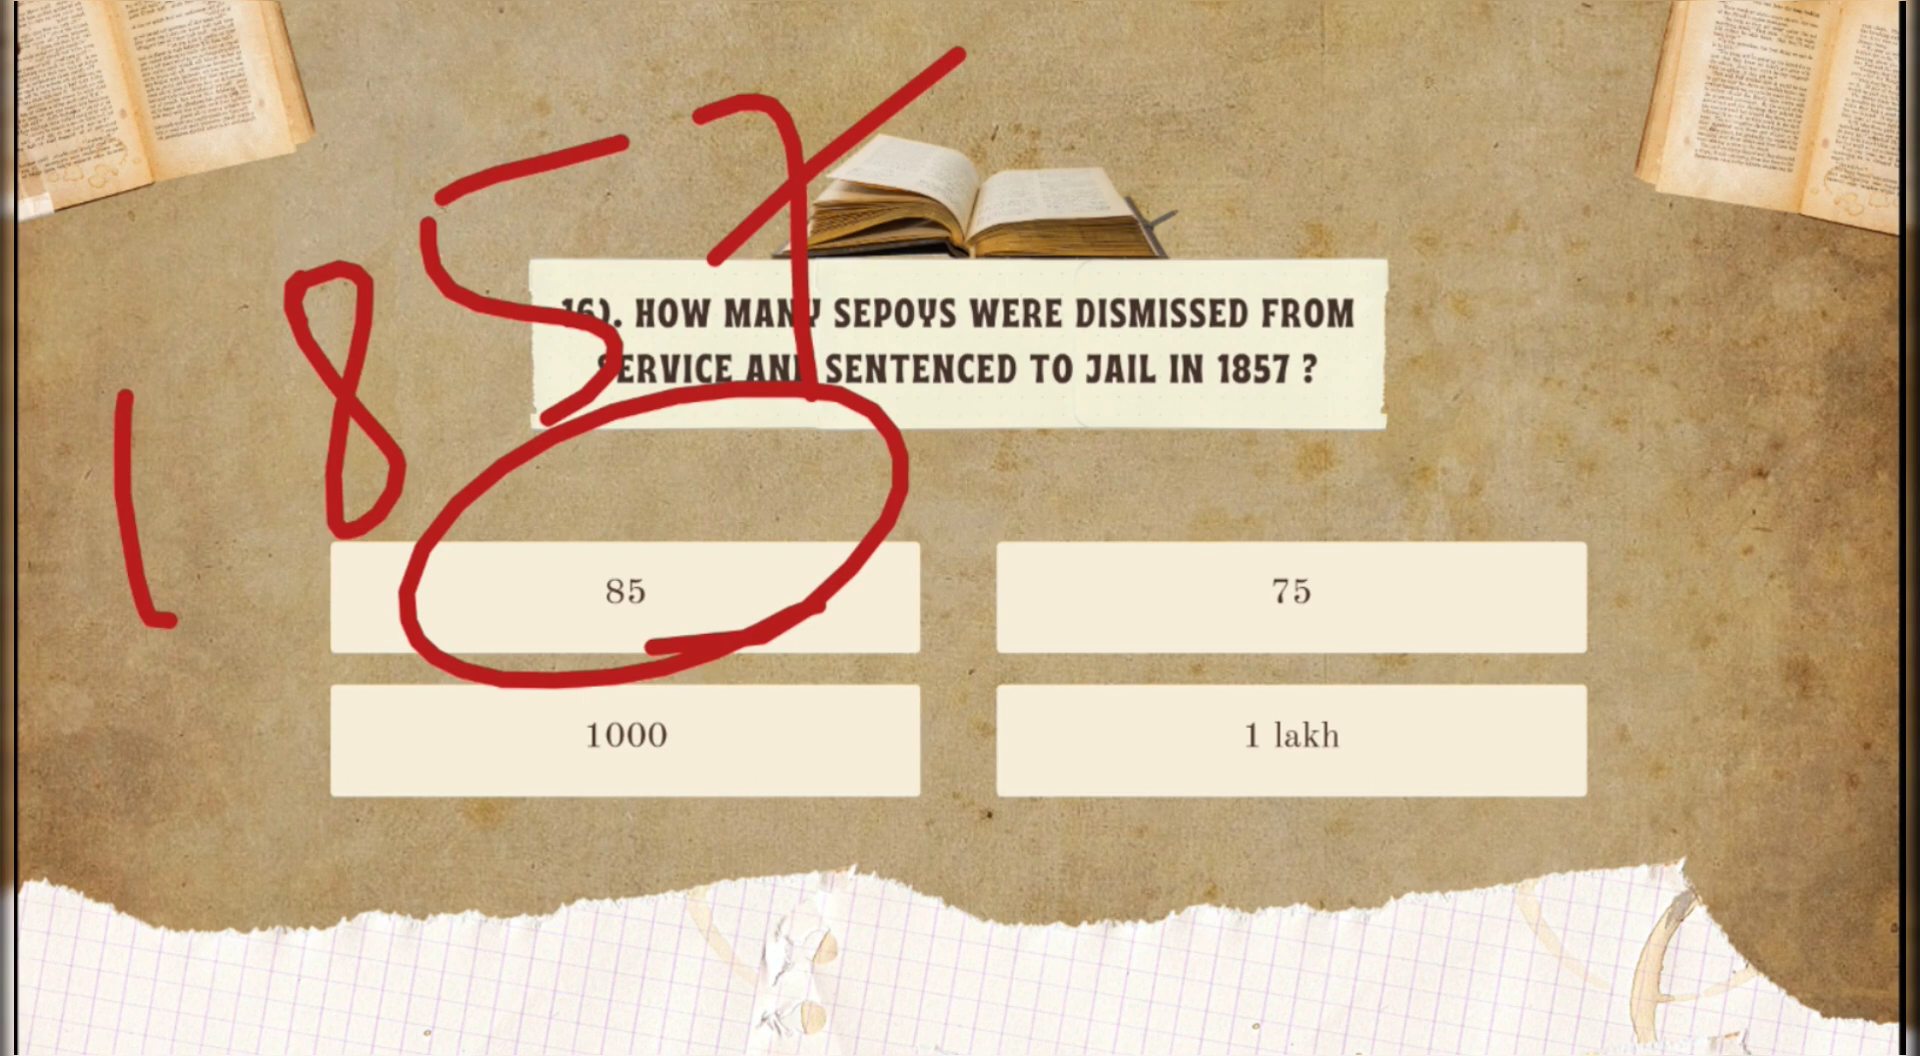 1857
16). HOW MANY SEPOYS WERE DISMISSED FROM
SERVICE AND SENTENCED TO JAIL IN 1857 ?
85
75
1000
1 lakh